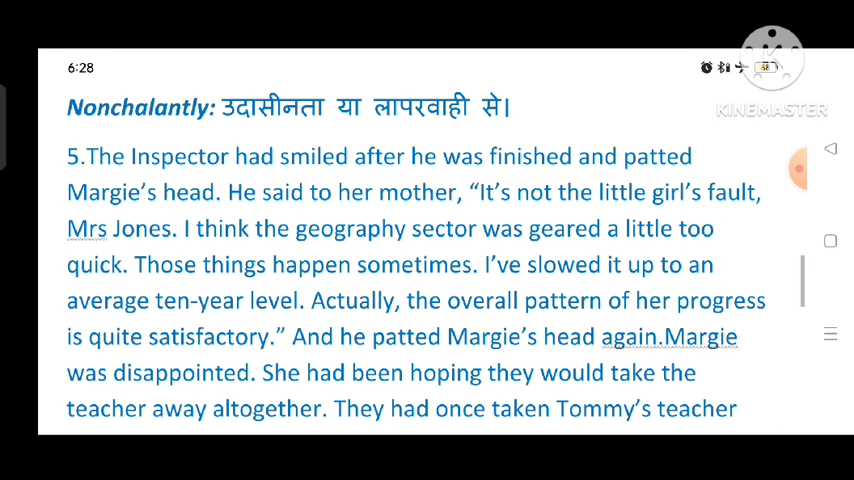 6:28
KINEMASTER
Nonchalantly: उदासीनता या लापरवाही से।
5.The Inspector had smiled after he was finished and patted
Margie’s head. He said to her mother, “It’s not the little girl’s fault,
Mrs Jones. I think the geography sector was geared a little too
quick. Those things happen sometimes. I’ve slowed it up to an
average ten-year level. Actually, the overall pattern of her progress
is quite satisfactory.” And he patted Margie’s head again.Margie
was disappointed. She had been hoping they would take the
teacher away altogether. They had once taken Tommy’s teacher